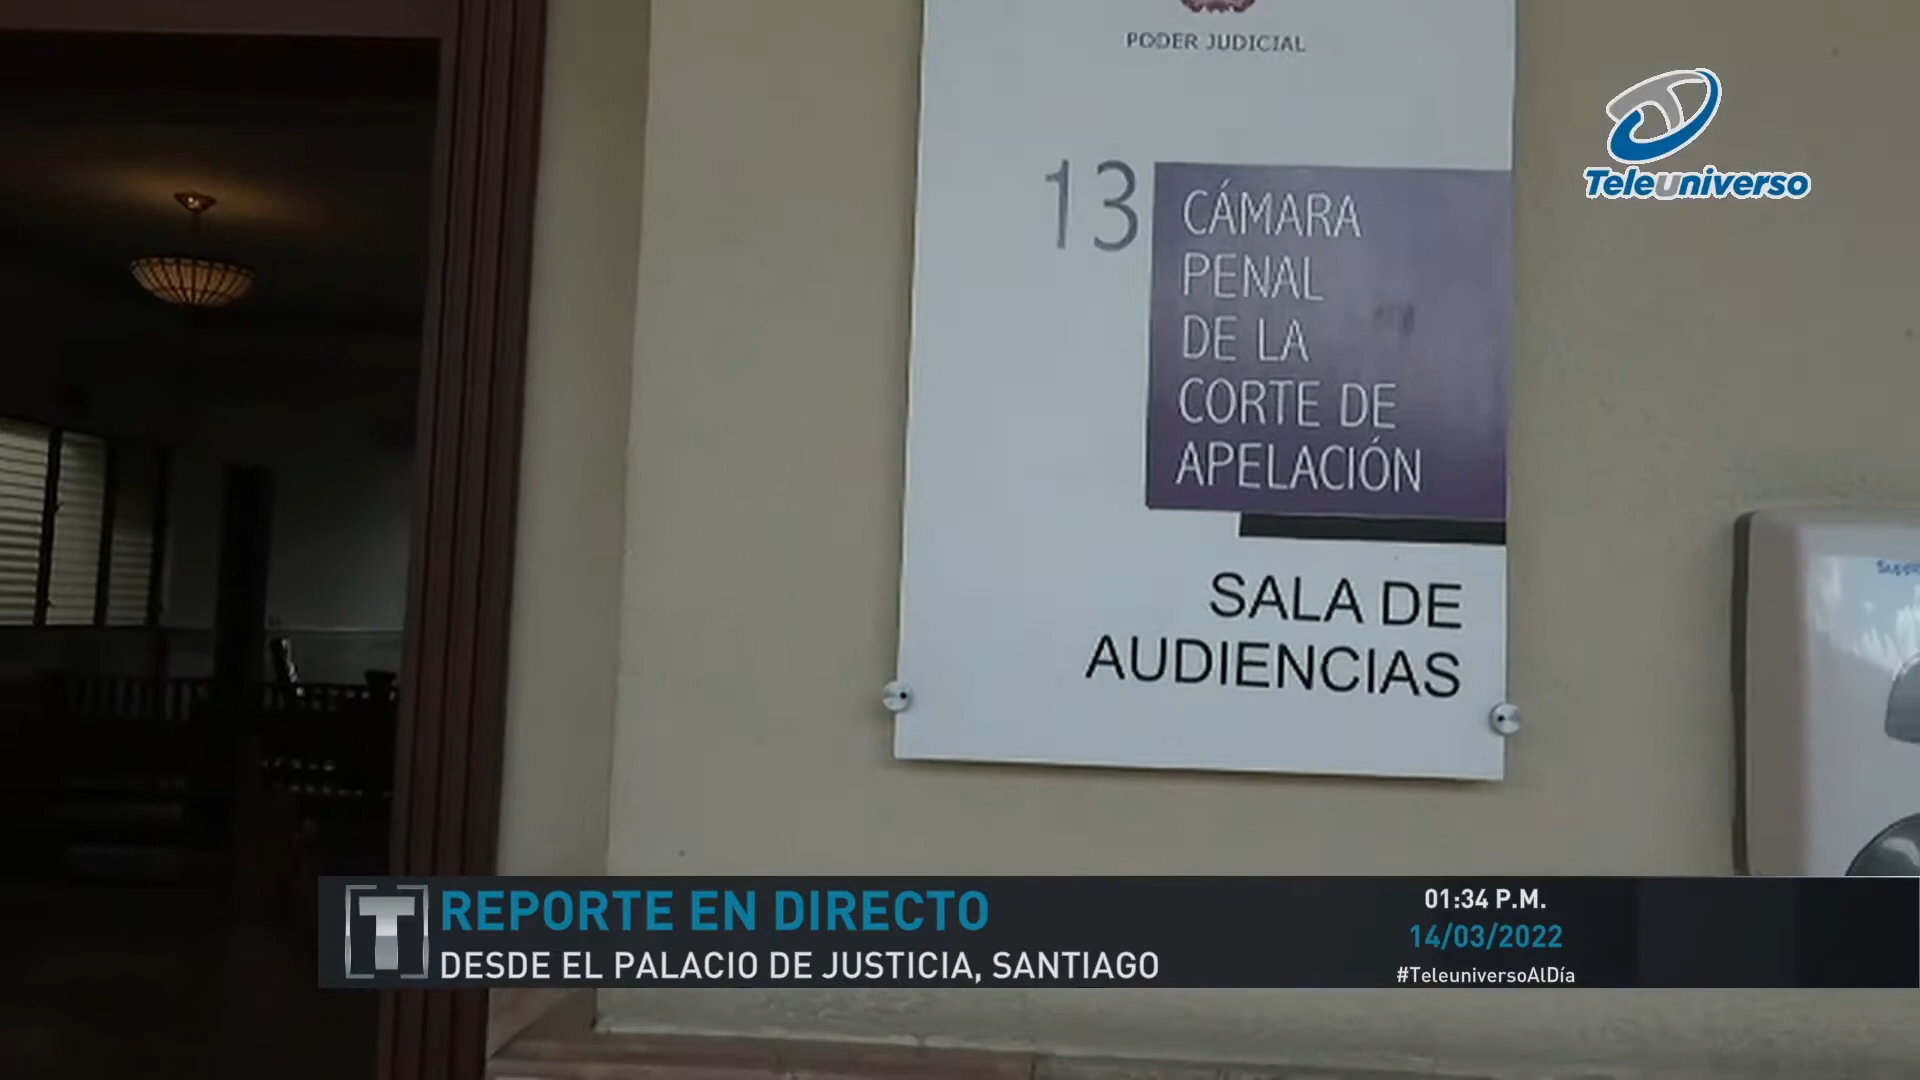 PODER JUDICIAL
Teleuniverso
13
CÁMARA
PENAL
DE LA
CORTE DE
APELACIÓN
SALA DE
AUDIENCIAS
REPORTE EN DIRECTO
DESDE EL PALACIO DE JUSTICIA, SANTIAGO
01:34 P.M.
14/03/2022
#TeleuniversoAlDía